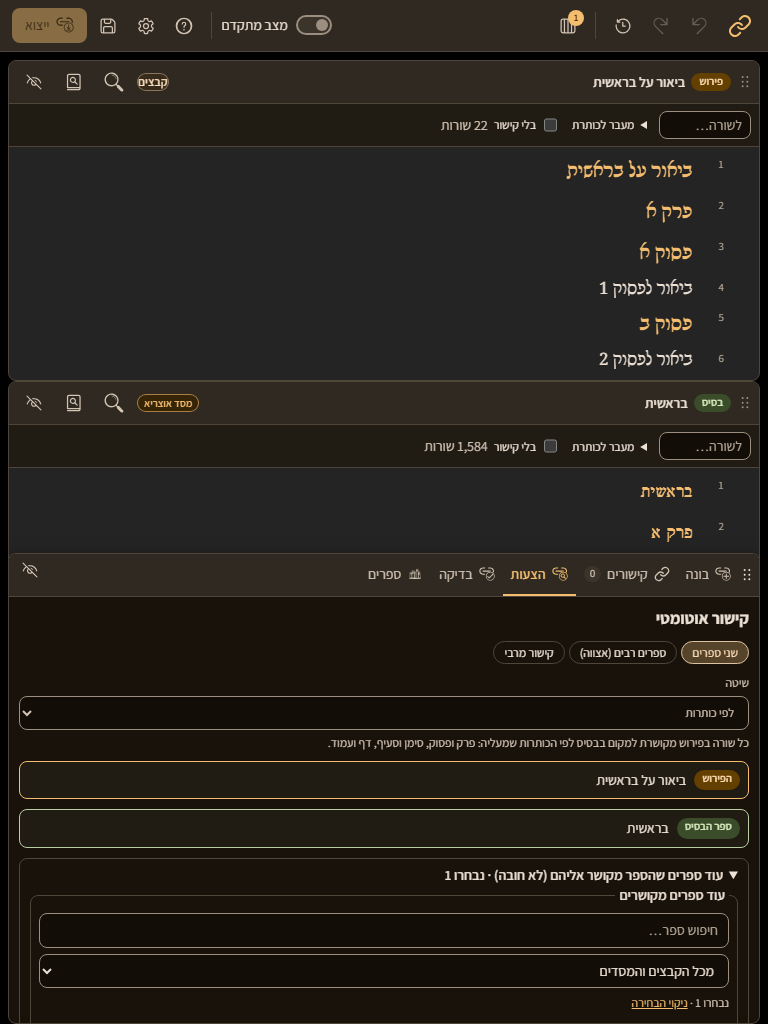 1
מצב מתקדם
ייצוא
פירוש ביאור על בראשית
קבצים
לשורה...
מעבר לכותרת
בלי קישור
22 שורות
1 ביאור על בראשית
2 פרק א
3 פסוק א
4 ביאור לפסוק 1
5 פסוק ב
6 ביאור לפסוק 2
בסיס בראשית
מסד אוצריא
לשורה...
מעבר לכותרת
בלי קישור
1,584 שורות
1 בראשית
2 פרק א
בונה
קישורים 0
הצעות
בדיקה
ספרים
קישור אוטומטי
שני ספרים
ספרים רבים (אצווה)
קישור מרבי
שיטה
לפי כותרות
כל שורה בפירוש מקושרת למקום בבסיס לפי הכותרות שמעליה: פרק ופסוק, סימן וסעיף, דף ועמוד.
הפירוש ביאור על בראשית
ספר הבסיס בראשית
עוד ספרים שהספר מקושר אליהם (לא חובה) · נבחרו 1
עוד ספרים מקושרים
חיפוש ספר...
מכל הקבצים והמסדים
נבחרו 1 · ניקוי הבחירה